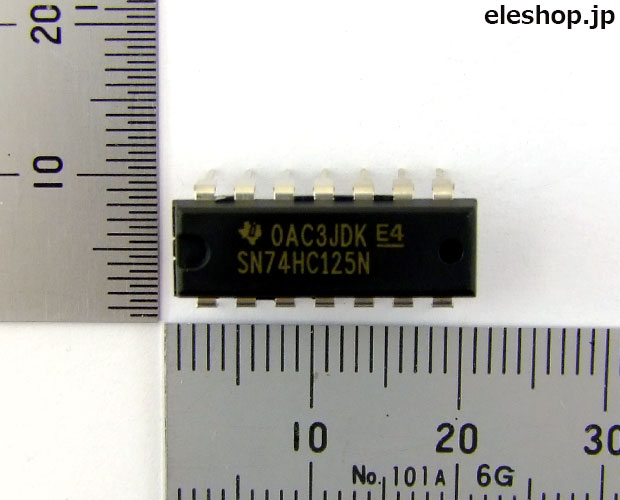 eleshop.jp
20
10
0AC3JDK E4
SN74HC125N
10 20 30
No. 101A 6G